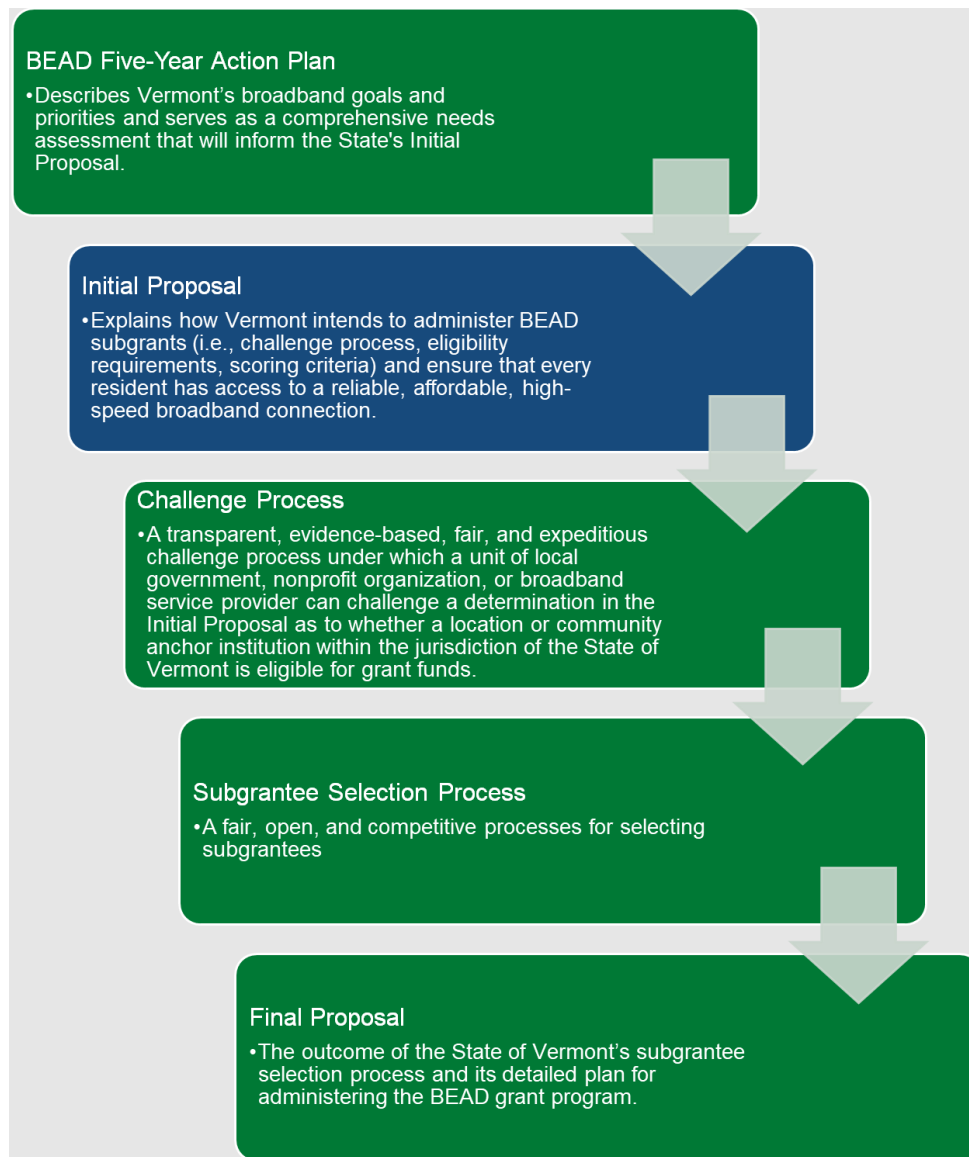 BEAD Five-Year Action Plan
•Describes Vermont’s broadband goals and
priorities and serves as a comprehensive needs
assessment that will inform the State's Initial
Proposal.
Initial Proposal
•Explains how Vermont intends to administer BEAD
subgrants (i.e., challenge process, eligibility
requirements, scoring criteria) and ensure that every
resident has access to a reliable, affordable, high-
speed broadband connection.
Challenge Process
•A transparent, evidence-based, fair, and expeditious
challenge process under which a unit of local
government, nonprofit organization, or broadband
service provider can challenge a determination in the
Initial Proposal as to whether a location or community
anchor institution within the jurisdiction of the State of
Vermont is eligible for grant funds.
Subgrantee Selection Process
•A fair, open, and competitive processes for selecting
subgrantees
Final Proposal
•The outcome of the State of Vermont’s subgrantee
selection process and its detailed plan for
administering the BEAD grant program.